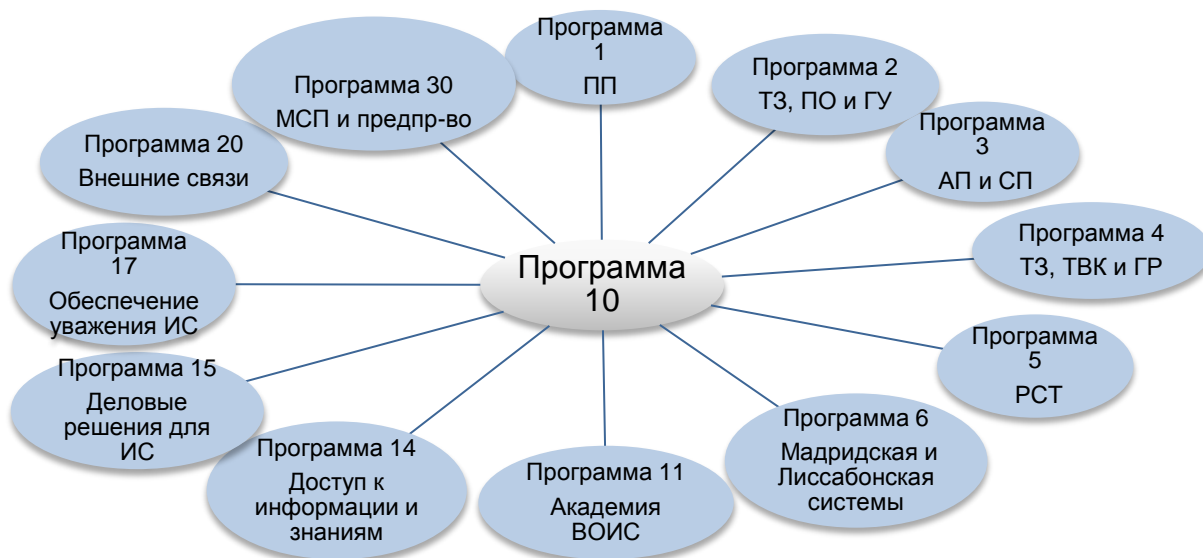 Программа
1
ПП
Программа 2
ТЗ, ПО и ГУ
Программа
3
АП и СП
Программа 4
ТЗ, ТВК и ГР
Программа
5
РСТ
Программа 6
Мадридская и
Лиссабонская
системы
Программа 11
Академия
ВОИС
Программа 14
Доступ к
информации и
знаниям
Программа 15
Деловые
решения для
ИС
Программа
17
Обеспечение
уважения ИС
Программа 20
Внешние связи
Программа 30
МСП и предпр-во
Программа
10